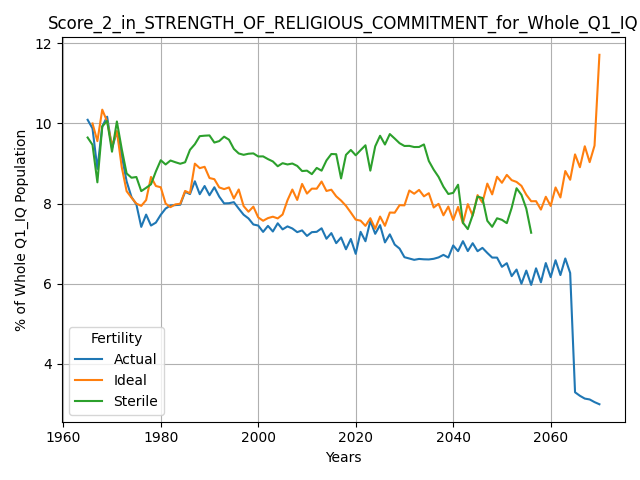 Score_2_in_STRENGTH_OF_RELIGIOUS_COMMITMENT_for_Whole_Q1_IQ
% of Whole Q1_IQ Population
12
10
8
6
4
Fertility
Actual
Ideal
Sterile
1960
1980
2000
2020
2040
2060
Years